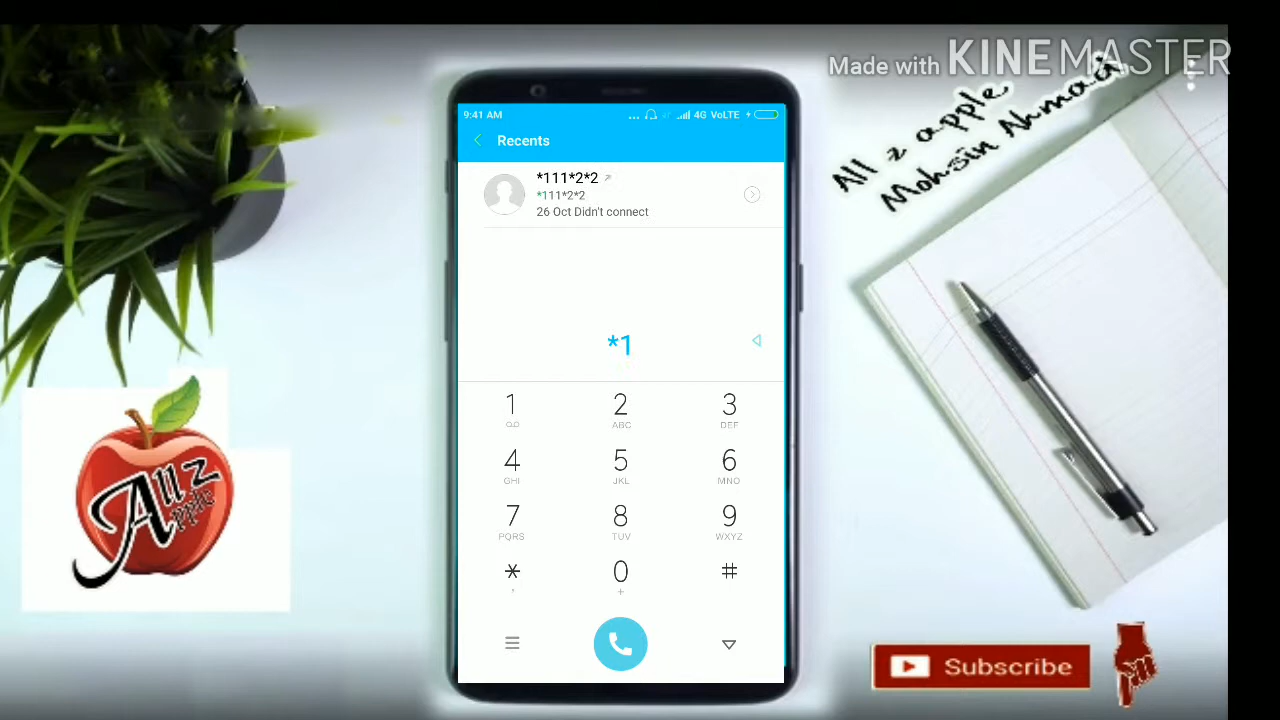 Made with KINEMASTER
All z apple
Mohsin Ahmad
9:41 AM ... 4G VoLTE
Recents
*111*2*2
*111*2*2
26 Oct Didn't connect
*1
1 2 3
ABC DEF
4 5 6
GHI JKL MNO
7 8 9
PQRS TUV WXYZ
* 0 #
, +
All z
Apple
Subscribe